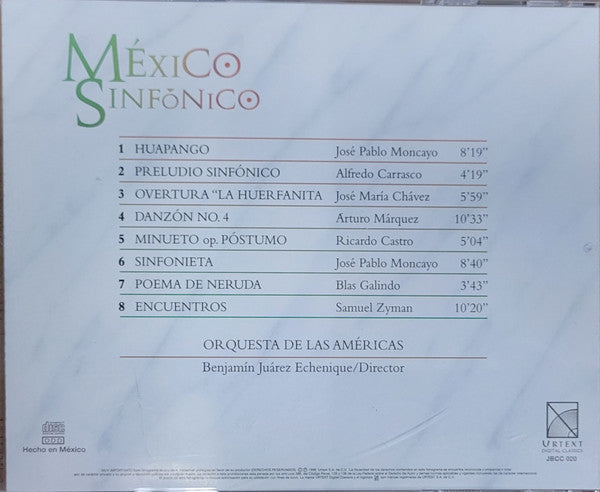 MÉXICO
SINFÓNICO
1 HUAPANGO José Pablo Moncayo 8'19"
2 PRELUDIO SINFÓNICO Alfredo Carrasco 4'19"
3 OVERTURA "LA HUERFANITA José María Chávez 5'59"
4 DANZÓN NO. 4 Arturo Márquez 10'33"
5 MINUETO op. PÓSTUMO Ricardo Castro 5'04"
6 SINFONIETA José Pablo Moncayo 8'40"
7 POEMA DE NERUDA Blas Galindo 3'43"
8 ENCUENTROS Samuel Zyman 10'20"
ORQUESTA DE LAS AMÉRICAS
Benjamín Juárez Echenique/Director
DDD
Hecho en México
URTEXT
DIGITAL CLASSICS
JBCC 020